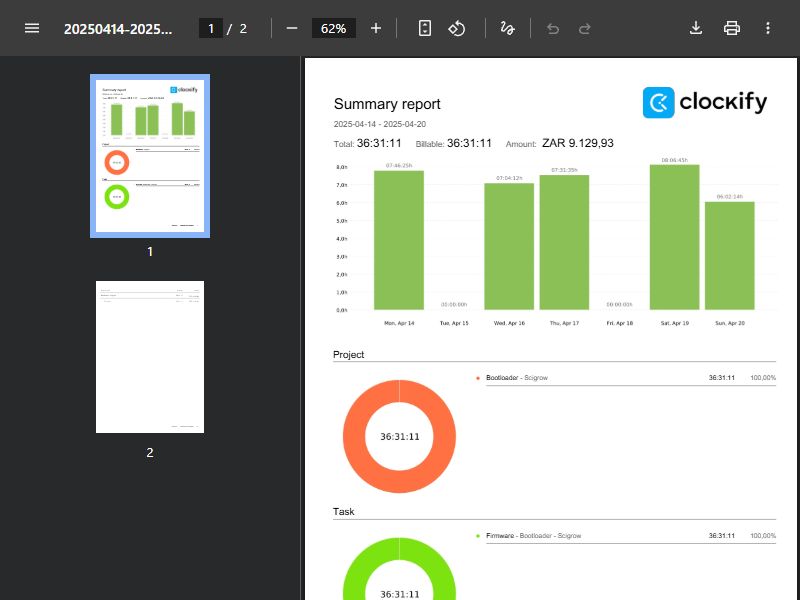 20250414-2025... 1 / 2 62%
Summary report
clockify
2025-04-14 - 2025-04-20
Total: 36:31:11 Billable: 36:31:11 Amount: ZAR 9.129,93
8.0h
7.0h
6.0h
5.0h
4.0h
3.0h
2.0h
1.0h
0.0h
07:46:25h 00:00:00h 07:04:12h 07:31:35h 00:00:00h 08:06:45h 06:02:14h
Mon, Apr 14 Tue, Apr 15 Wed, Apr 16 Thu, Apr 17 Fri, Apr 18 Sat, Apr 19 Sun, Apr 20
Project
Bootloader - Scigrow 36:31:11 100,00%
36:31:11
Task
Firmware - Bootloader - Scigrow 36:31:11 100,00%
36:31:11
Summary report
clockify
1
2